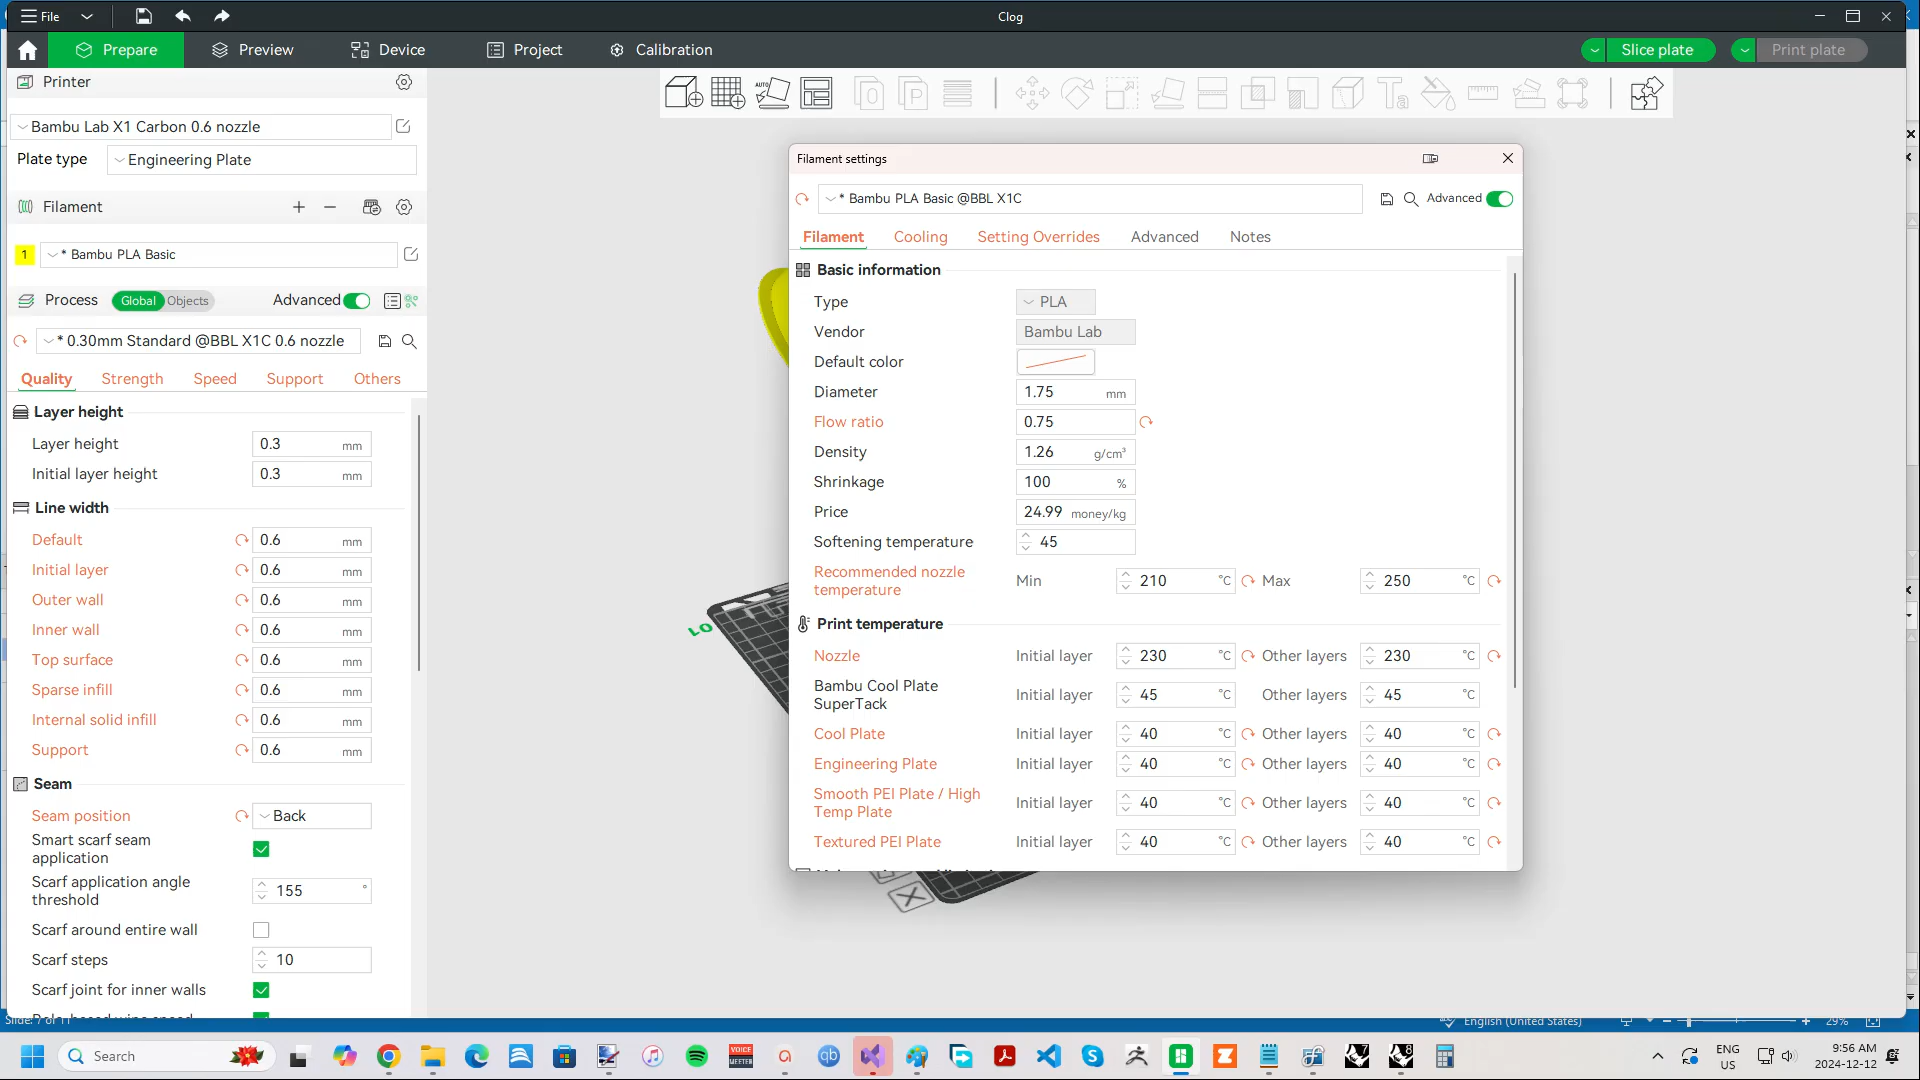 File
Clog
Prepare
Preview
Device
Project
Calibration
Slice plate
Print plate
Printer
Bambu Lab X1 Carbon 0.6 nozzle
Plate type
Engineering Plate
Filament
1
* Bambu PLA Basic
Process
Global
Objects
Advanced
* 0.30mm Standard @BBL X1C 0.6 nozzle
Quality
Strength
Speed
Support
Others
Layer height
Layer height 0.3 mm
Initial layer height 0.3 mm
Line width
Default 0.6 mm
Initial layer 0.6 mm
Outer wall 0.6 mm
Inner wall 0.6 mm
Top surface 0.6 mm
Sparse infill 0.6 mm
Internal solid infill 0.6 mm
Support 0.6 mm
Seam
Seam position Back
Smart scarf seam
application
Scarf application angle
threshold
155 °
Scarf around entire wall
Scarf steps 10
Scarf joint for inner walls
AUTO
Filament settings
* Bambu PLA Basic @BBL X1C
Advanced
Filament
Cooling
Setting Overrides
Advanced
Notes
Basic information
Type PLA
Vendor Bambu Lab
Default color
Diameter 1.75 mm
Flow ratio 0.75
Density 1.26 g/cm³
Shrinkage 100 %
Price 24.99 money/kg
Softening temperature 45
Recommended nozzle
temperature
Min 210 °C Max 250 °C
Print temperature
Nozzle Initial layer 230 °C Other layers 230 °C
Bambu Cool Plate
SuperTack
Initial layer 45 °C Other layers 45 °C
Cool Plate Initial layer 40 °C Other layers 40 °C
Engineering Plate Initial layer 40 °C Other layers 40 °C
Smooth PEI Plate / High
Temp Plate
Initial layer 40 °C Other layers 40 °C
Textured PEI Plate Initial layer 40 °C Other layers 40 °C
LO
Slide: 7 of 11
English (United States)
29%
Search
VOICE
MEETER
qb
7
8
ENG
US
9:56 AM
2024-12-12